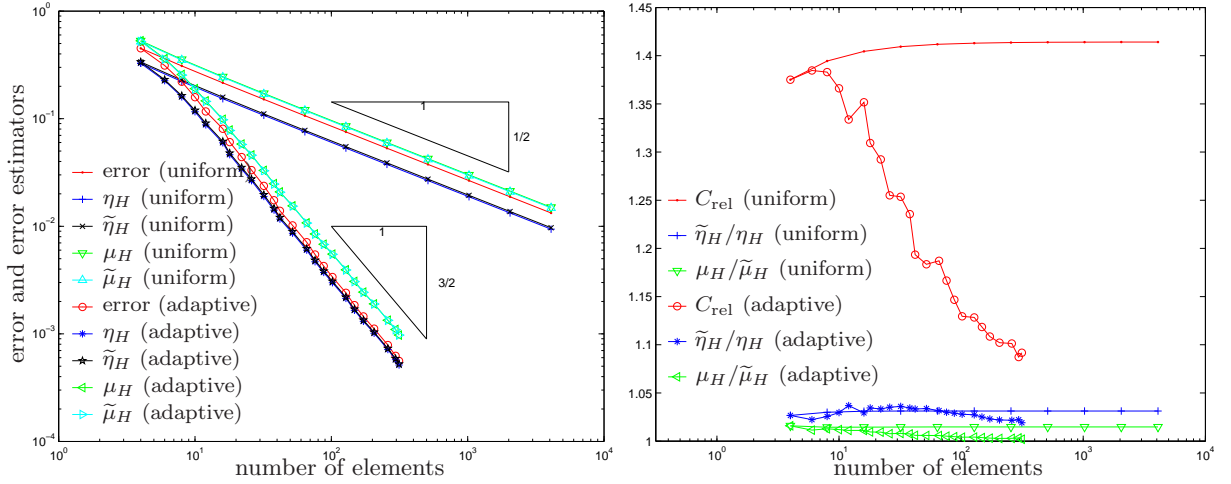 10^0
10^{-1}
10^{-2}
10^{-3}
10^{-4}
error and error estimators
1
1/2
1
3/2
error (uniform)
η_H (uniform)
η̃_H (uniform)
μ_H (uniform)
μ̃_H (uniform)
error (adaptive)
η_H (adaptive)
η̃_H (adaptive)
μ_H (adaptive)
μ̃_H (adaptive)
10^0 10^1 10^2 10^3 10^4
number of elements
1.45
1.4
1.35
1.3
1.25
1.2
1.15
1.1
1.05
1
C_rel (uniform)
η̃_H/η_H (uniform)
μ_H/μ̃_H (uniform)
C_rel (adaptive)
η̃_H/η_H (adaptive)
μ_H/μ̃_H (adaptive)
10^0 10^1 10^2 10^3 10^4
number of elements